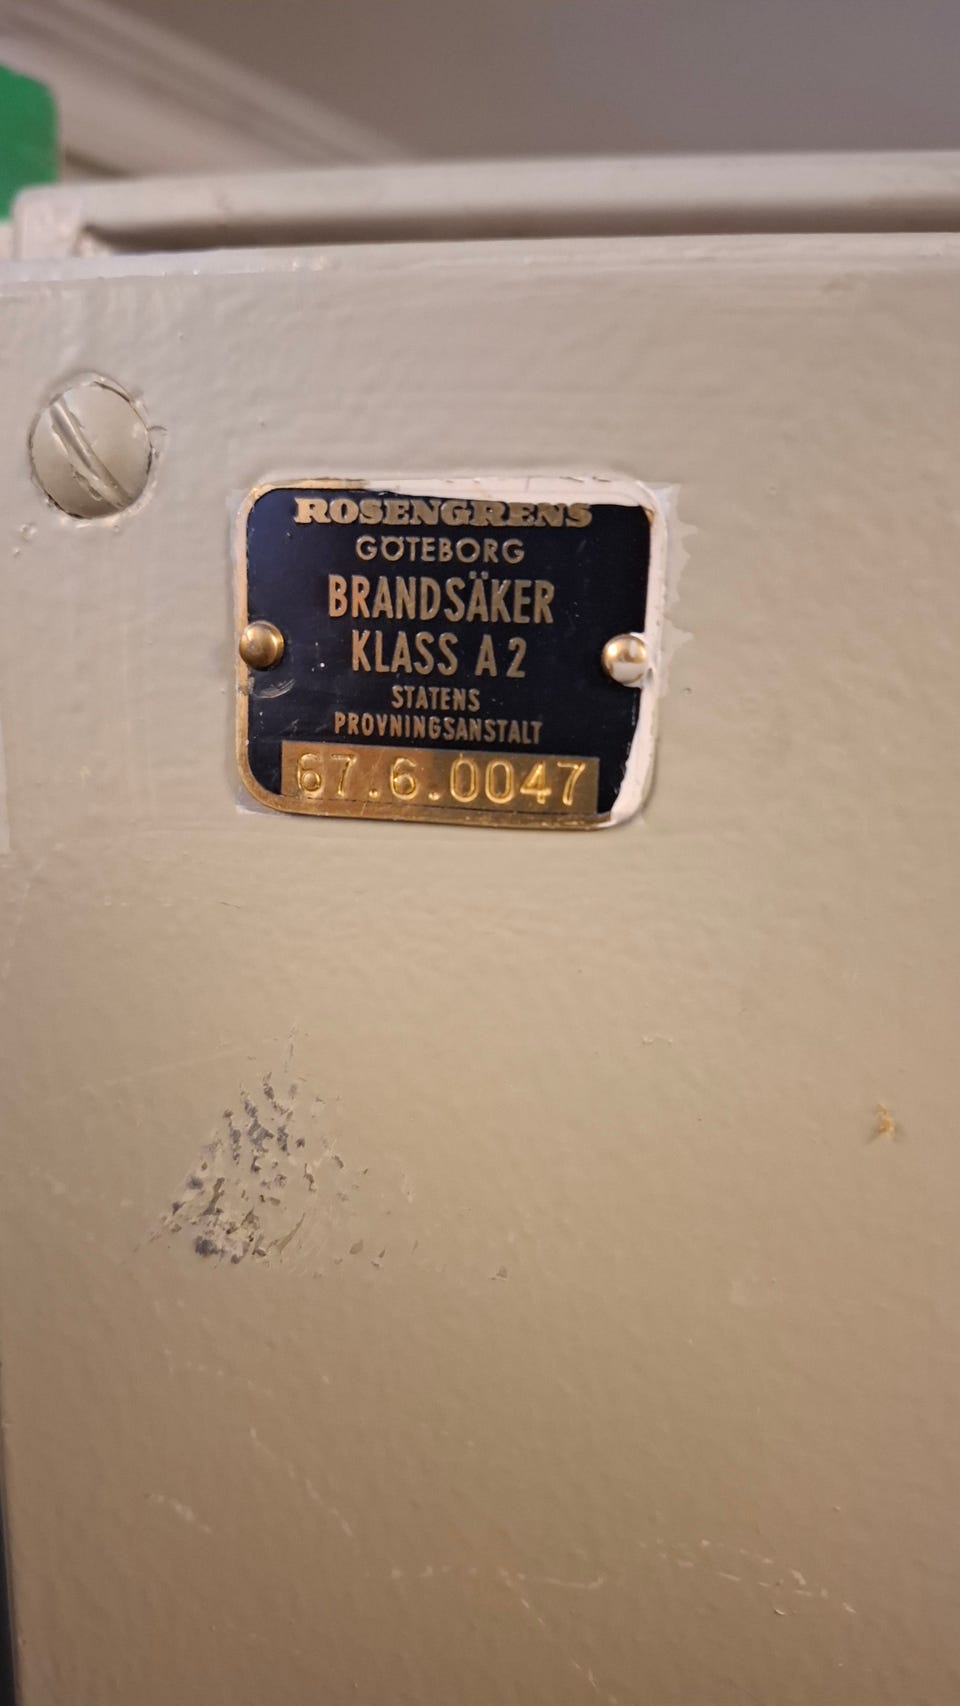 ROSENGRENS
GÖTEBORG
BRANDSÄKER
KLASS A 2
STATENS
PROVNINGSANSTALT
67.6.0047